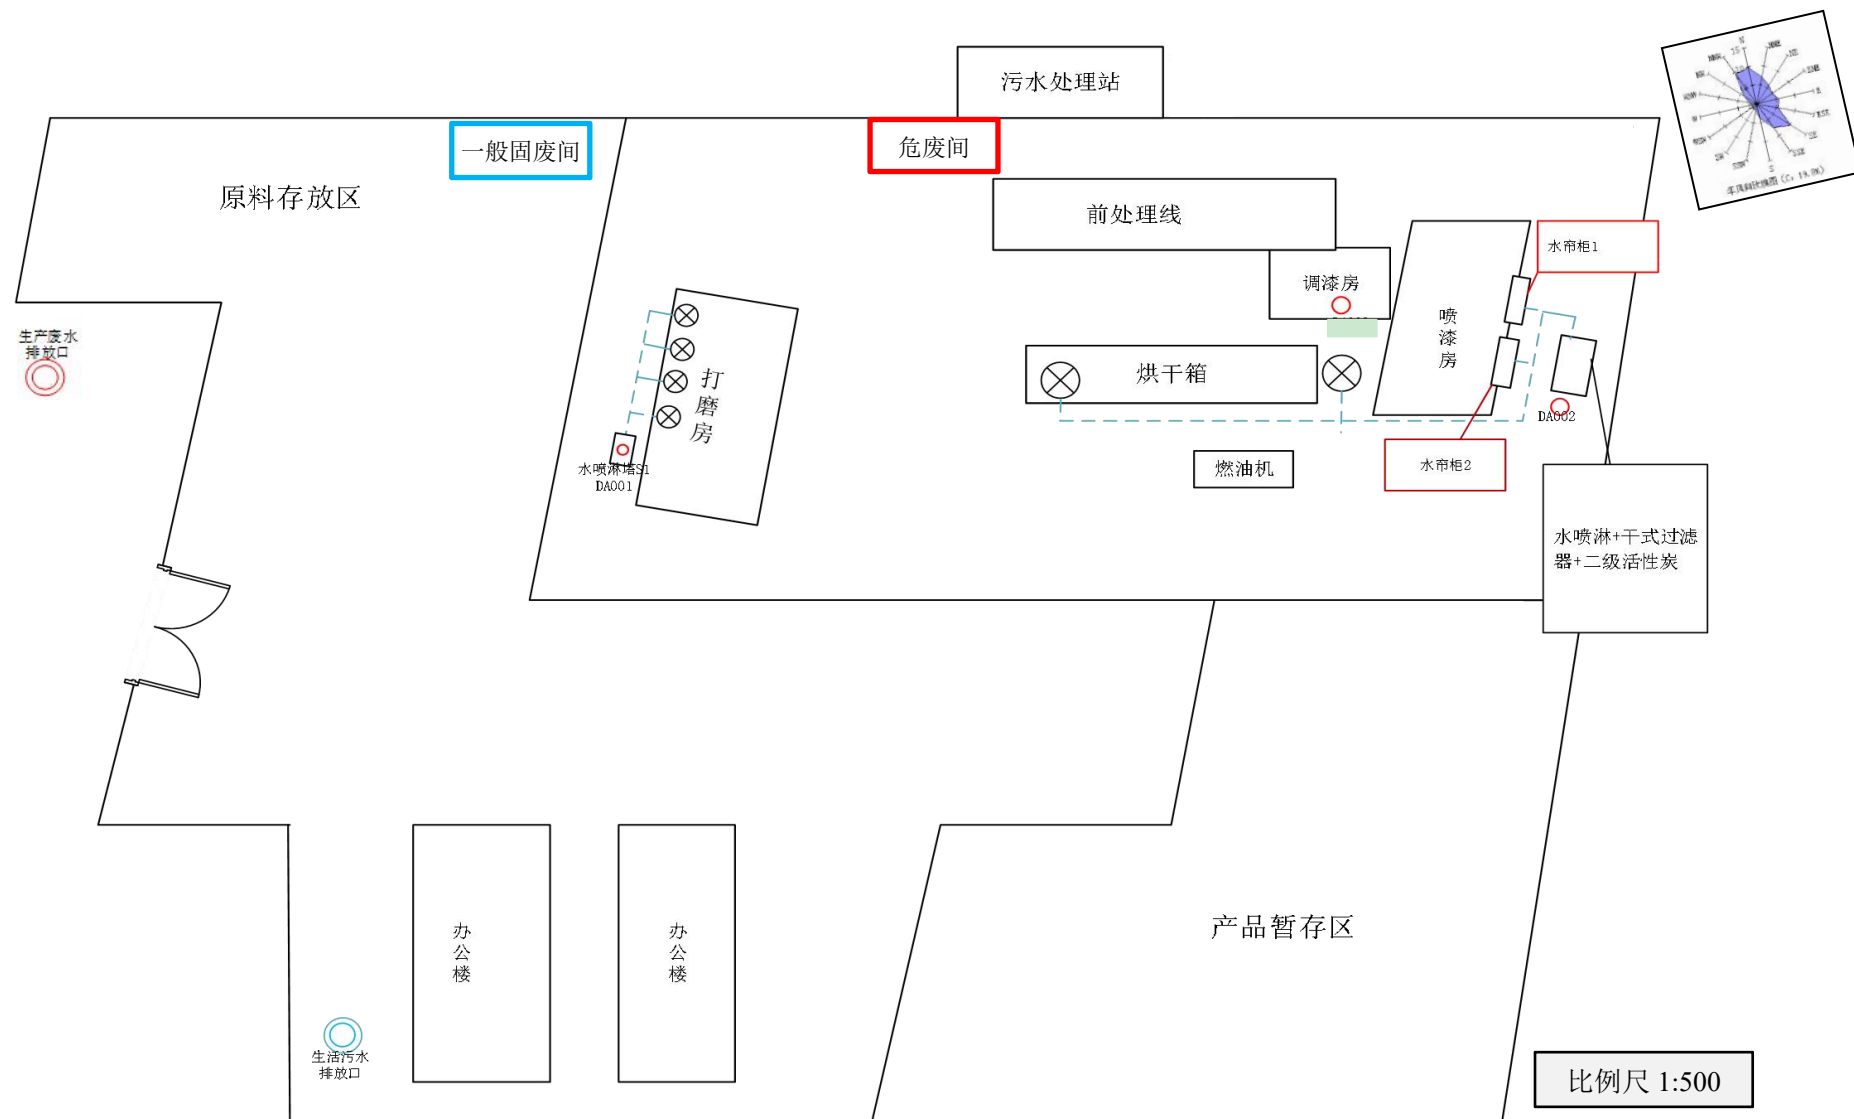 污水处理站
一般固废间
危废间
原料存放区
前处理线
水帘柜1
调漆房
喷
漆
房
生产废水
排放口
烘干箱
打
磨
房
DA002
水喷淋塔S1
DA001
燃油机
水帘柜2
水喷淋+干式过滤
器+二级活性炭
办
公
楼
办
公
楼
产品暂存区
生活污水
排放口
比例尺 1:500
N
S